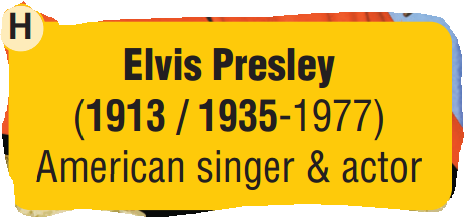 H
Elvis Presley
(1913 / 1935-1977)
American singer & actor